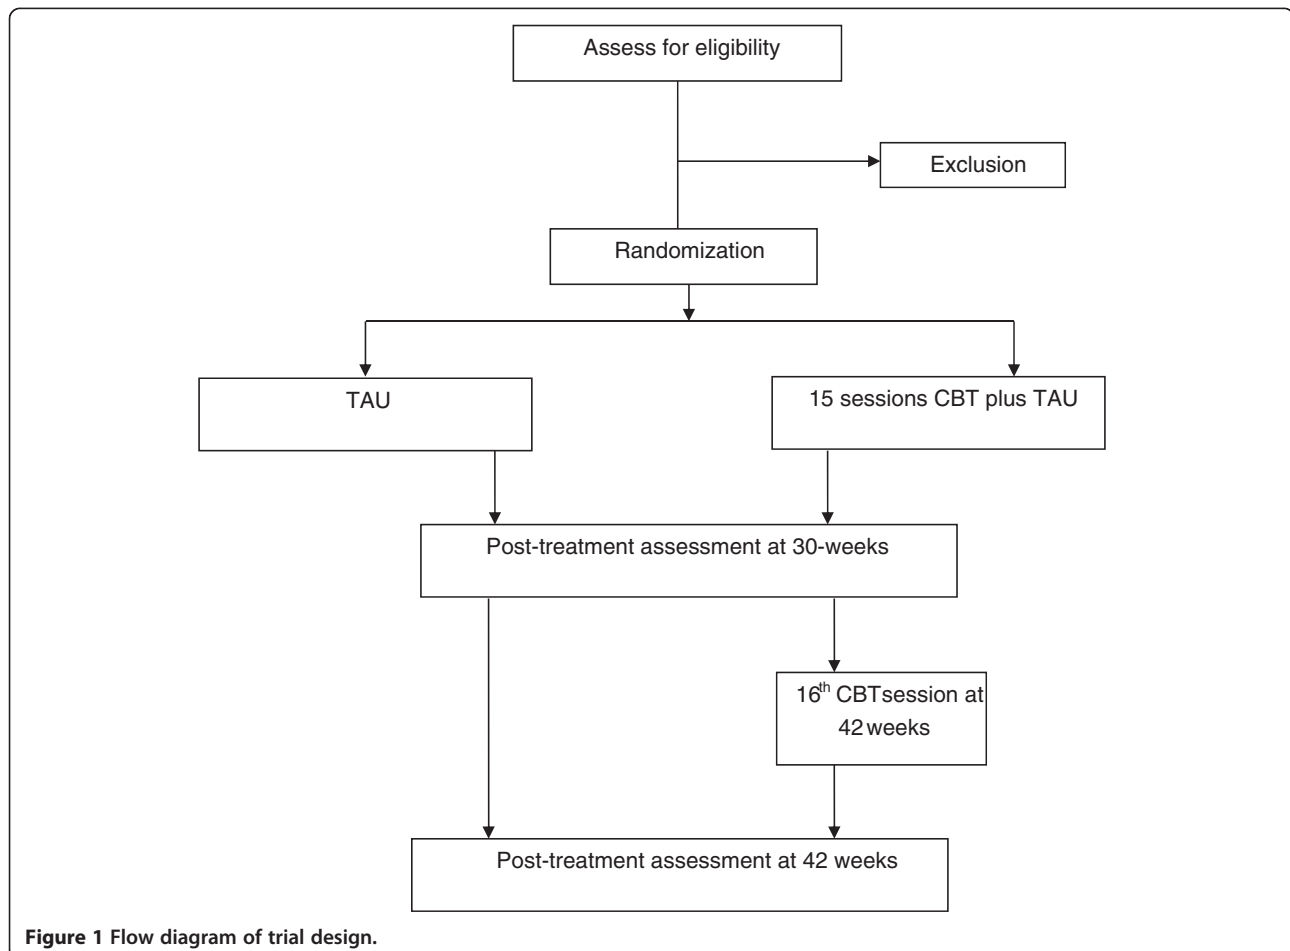 Assess for eligibility
Exclusion
Randomization
TAU
15 sessions CBT plus TAU
Post-treatment assessment at 30-weeks
16th CBTsession at
42 weeks
Post-treatment assessment at 42 weeks
Figure 1 Flow diagram of trial design.